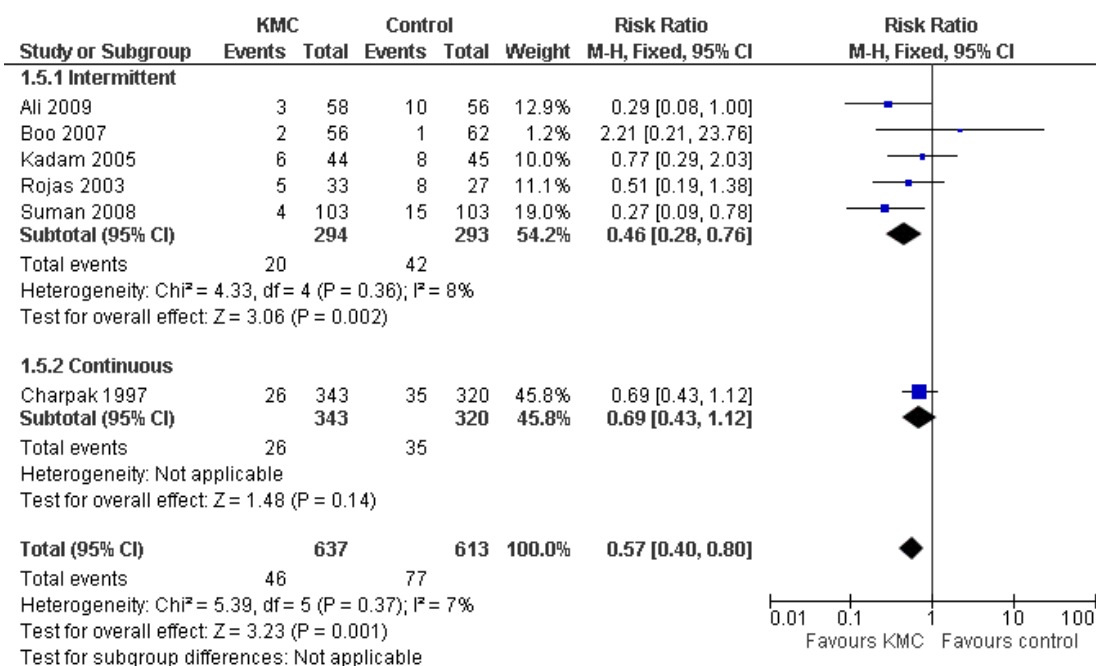 KMC Control Risk Ratio Risk Ratio
Study or Subgroup Events Total Events Total Weight M-H, Fixed, 95% CI M-H, Fixed, 95% CI
1.5.1 Intermittent
Ali 2009 3 58 10 56 12.9% 0.29 [0.08, 1.00]
Boo 2007 2 56 1 62 1.2% 2.21 [0.21, 23.76]
Kadam 2005 6 44 8 45 10.0% 0.77 [0.29, 2.03]
Rojas 2003 5 33 8 27 11.1% 0.51 [0.19, 1.38]
Suman 2008 4 103 15 103 19.0% 0.27 [0.09, 0.78]
Subtotal (95% CI) 294 293 54.2% 0.46 [0.28, 0.76]
Total events 20 42
Heterogeneity: Chi² = 4.33, df = 4 (P = 0.36); I² = 8%
Test for overall effect: Z = 3.06 (P = 0.002)
1.5.2 Continuous
Charpak 1997 26 343 35 320 45.8% 0.69 [0.43, 1.12]
Subtotal (95% CI) 343 320 45.8% 0.69 [0.43, 1.12]
Total events 26 35
Heterogeneity: Not applicable
Test for overall effect: Z = 1.48 (P = 0.14)
Total (95% CI) 637 613 100.0% 0.57 [0.40, 0.80]
Total events 46 77
Heterogeneity: Chi² = 5.39, df = 5 (P = 0.37); I² = 7%
Test for overall effect: Z = 3.23 (P = 0.001)
Test for subgroup differences: Not applicable
0.01 0.1 1 10 100
Favours KMC Favours control